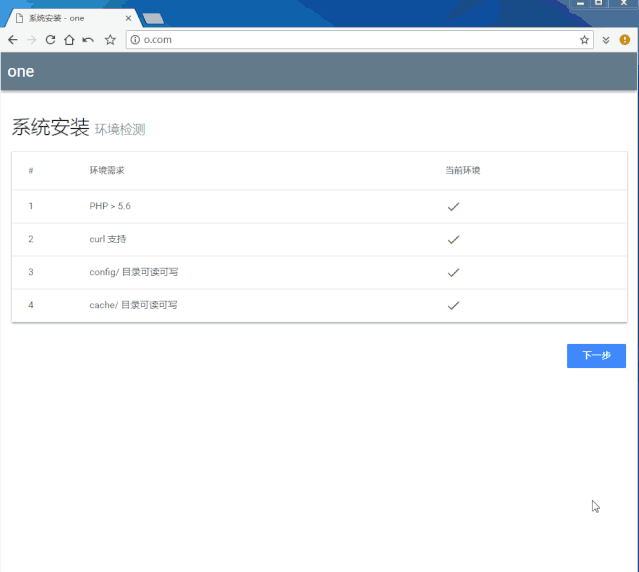 系统安装 - one
o.com
one
系统安装 环境检测
# 环境需求 当前环境
1 PHP > 5.6
2 curl 支持
3 config/ 目录可读可写
4 cache/ 目录可读可写
下一步